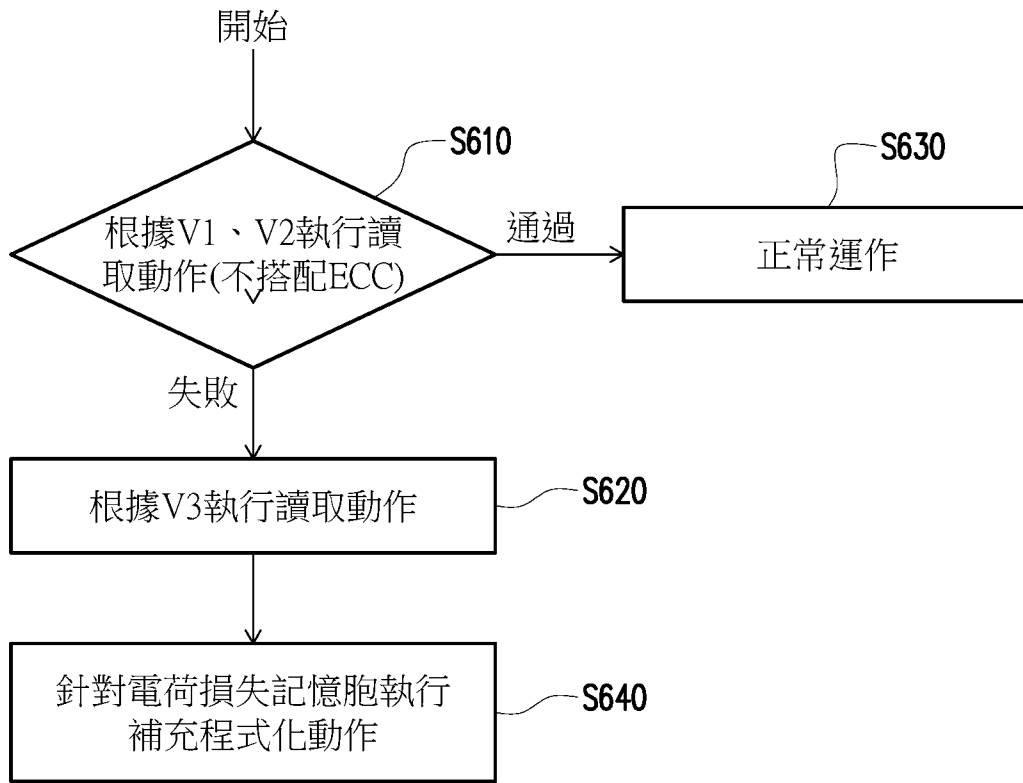 開始
S610
根據V1、V2執行讀
取動作(不搭配ECC)
通過
S630
正常運作
失敗
根據V3執行讀取動作
S620
針對電荷損失記憶胞執行
補充程式化動作
S640